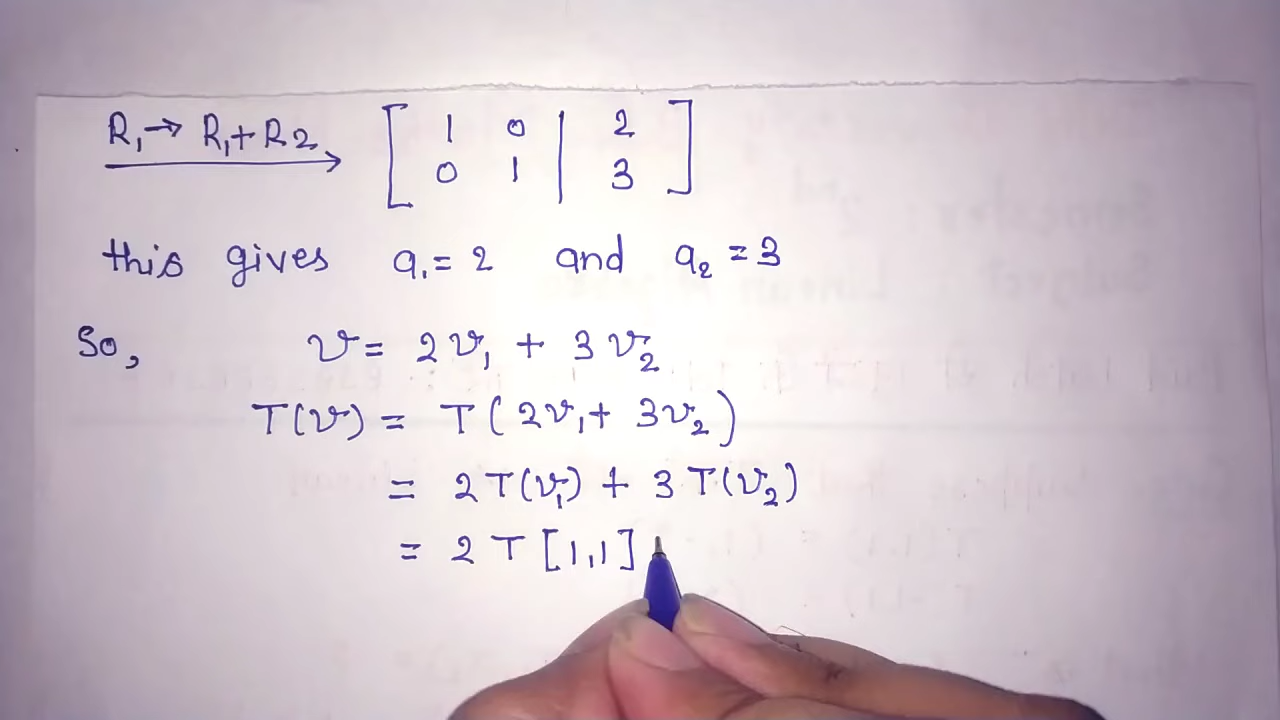 R₁→ R₁+R2 [ 1 0 | 2
0 1 | 3 ]
this gives a₁= 2 and a₂ = 3
So, v = 2v₁ + 3v₂
T(v) = T(2v₁+ 3v₂)
= 2T(v₁) + 3T(v₂)
= 2T[1,1]